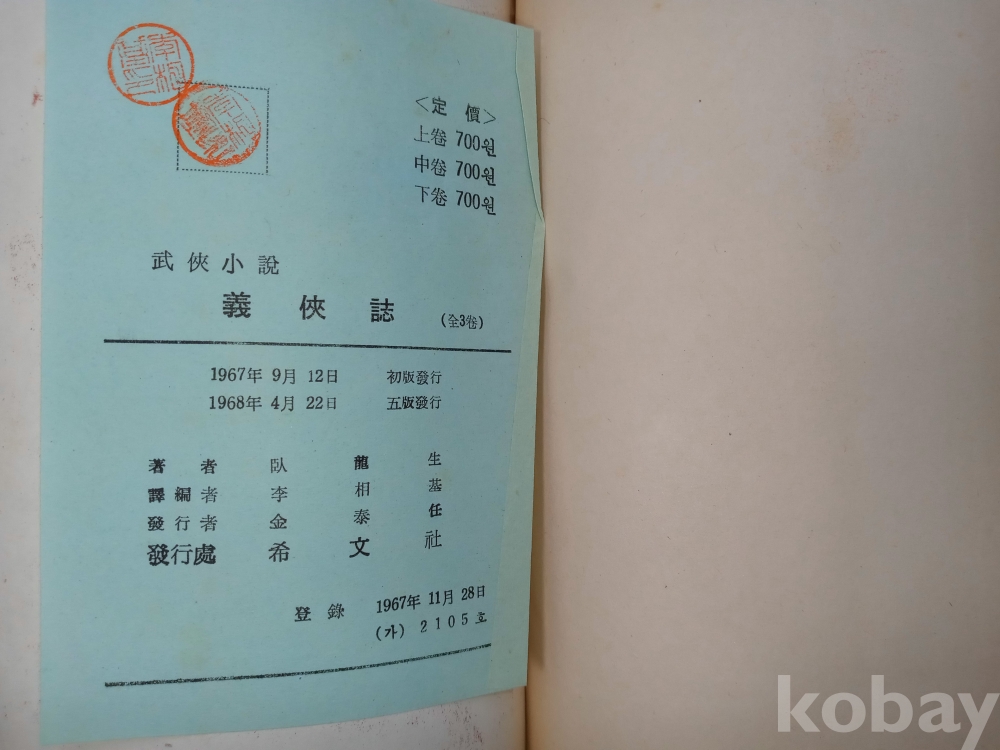 <定 價>
上卷 700원
中卷 700원
下卷 700원
武俠小說
義俠誌 (全3卷)
1967年 9月 12日 初版發行
1968年 4月 22日 五版發行
著者 臥龍生
譯編者 李相基
發行者 金泰任
發行處 希文社
登錄 1967年 11月 28日
(가) 2105호
kobay